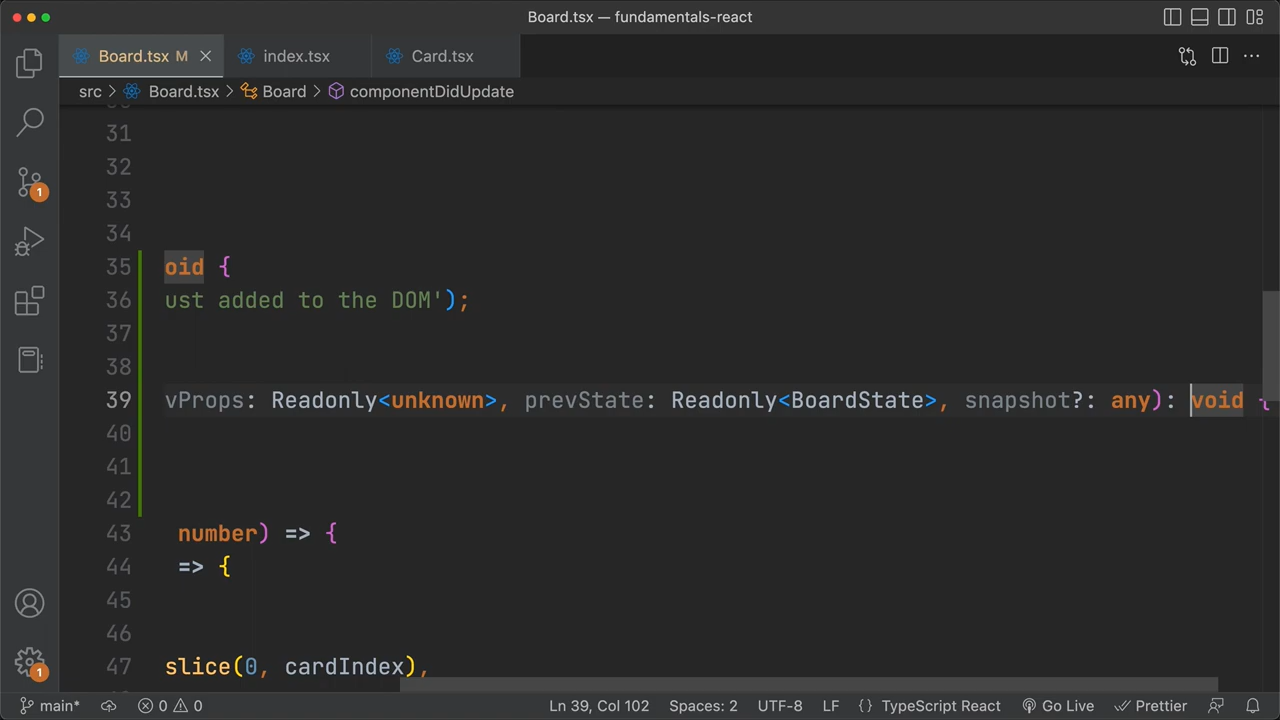 Board.tsx — fundamentals-react
Board.tsx M
index.tsx
Card.tsx
src > Board.tsx > Board > componentDidUpdate
31
32
33
34
35 oid {
36 ust added to the DOM');
37
38
39 vProps: Readonly<unknown>, prevState: Readonly<BoardState>, snapshot?: any): void {
40
41
42
43 number) => {
44 => {
45
46
47 slice(0, cardIndex),
1
1
main* 0 0 Ln 39, Col 102 Spaces: 2 UTF-8 LF {} TypeScript React Go Live Prettier